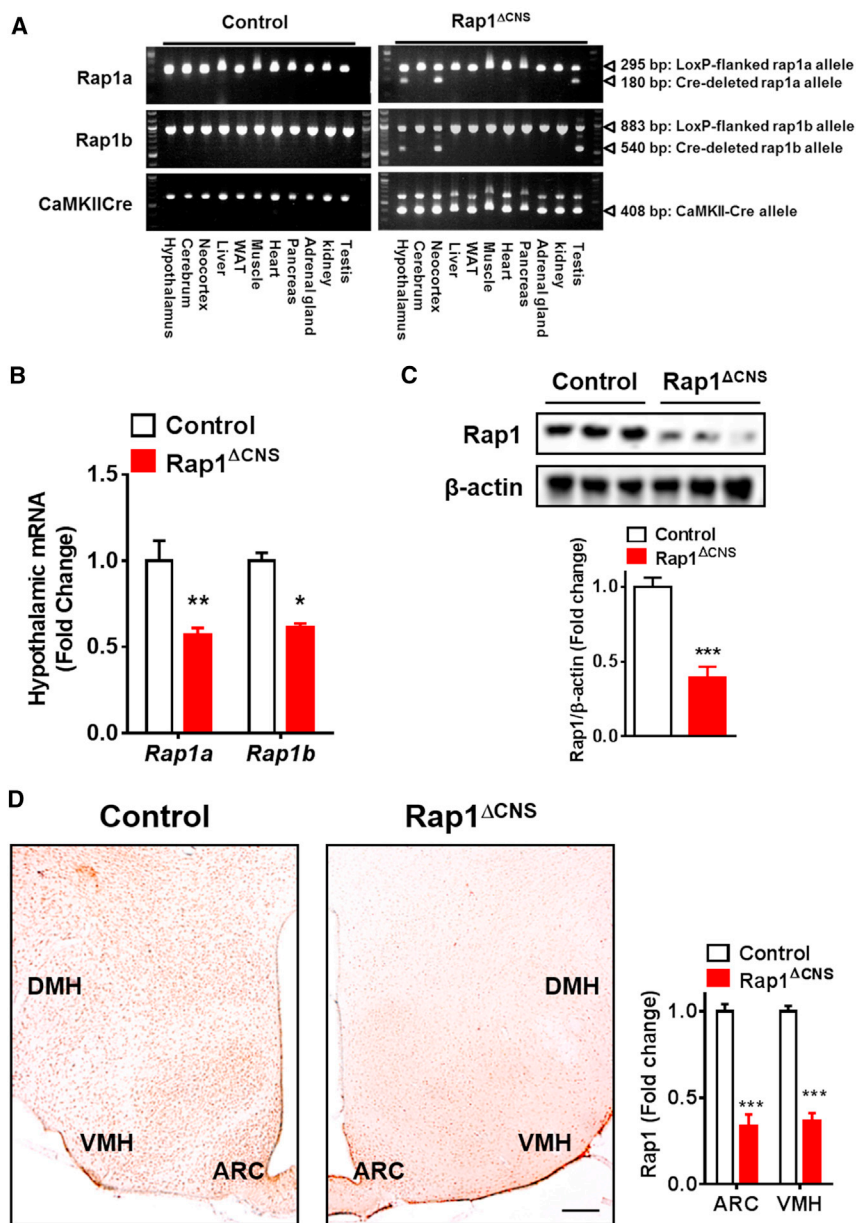 A
Control
Rap1ΔCNS
Rap1a
295 bp: LoxP-flanked rap1a allele
180 bp: Cre-deleted rap1a allele
Rap1b
883 bp: LoxP-flanked rap1b allele
540 bp: Cre-deleted rap1b allele
CaMKIICre
408 bp: CaMKII-Cre allele
Hypothalamus
Cerebrum
Neocortex
Liver
WAT
Muscle
Heart
Pancreas
Adrenal gland
kidney
Testis
Hypothalamus
Cerebrum
Neocortex
Liver
WAT
Muscle
Heart
Pancreas
Adrenal gland
kidney
Testis
B
Control
Rap1ΔCNS
Hypothalamic mRNA
(Fold Change)
1.5
1.0
0.5
0.0
**
*
Rap1a
Rap1b
C
Control
Rap1ΔCNS
Rap1
β-actin
Control
Rap1ΔCNS
Rap1/β-actin (Fold change)
1.0
0.5
0.0
***
D
Control
Rap1ΔCNS
DMH
VMH
ARC
DMH
VMH
ARC
Control
Rap1ΔCNS
Rap1 (Fold change)
1.0
0.5
0.0
***
***
ARC
VMH